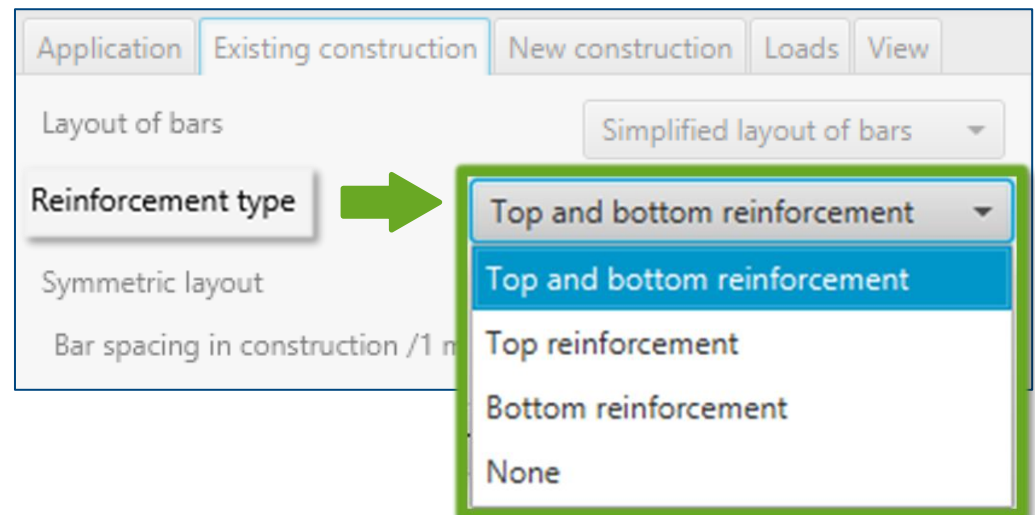 Application Existing construction New construction Loads View
Layout of bars Simplified layout of bars
Reinforcement type Top and bottom reinforcement
Symmetric layout Top and bottom reinforcement
Bar spacing in construction /1 Top reinforcement
Bottom reinforcement
None